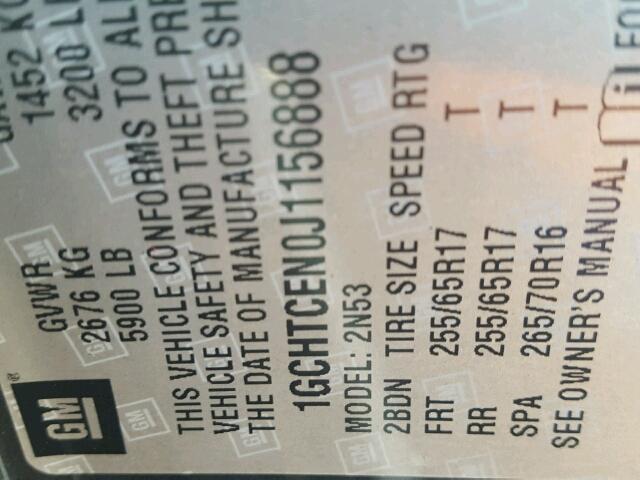 GM ®
GVWR
2676 KG
5900 LB
1452 KG
3200 LB
THIS VEHICLE CONFORMS TO ALL
VEHICLE SAFETY AND THEFT PRE
THE DATE OF MANUFACTURE SH
1GCHTCEN0J1156888
MODEL: 2N53
2BDN TIRE SIZE SPEED RTG
FRT 255/65R17 T
RR 255/65R17 T
SPA 265/70R16 T
SEE OWNER'S MANUAL i FO